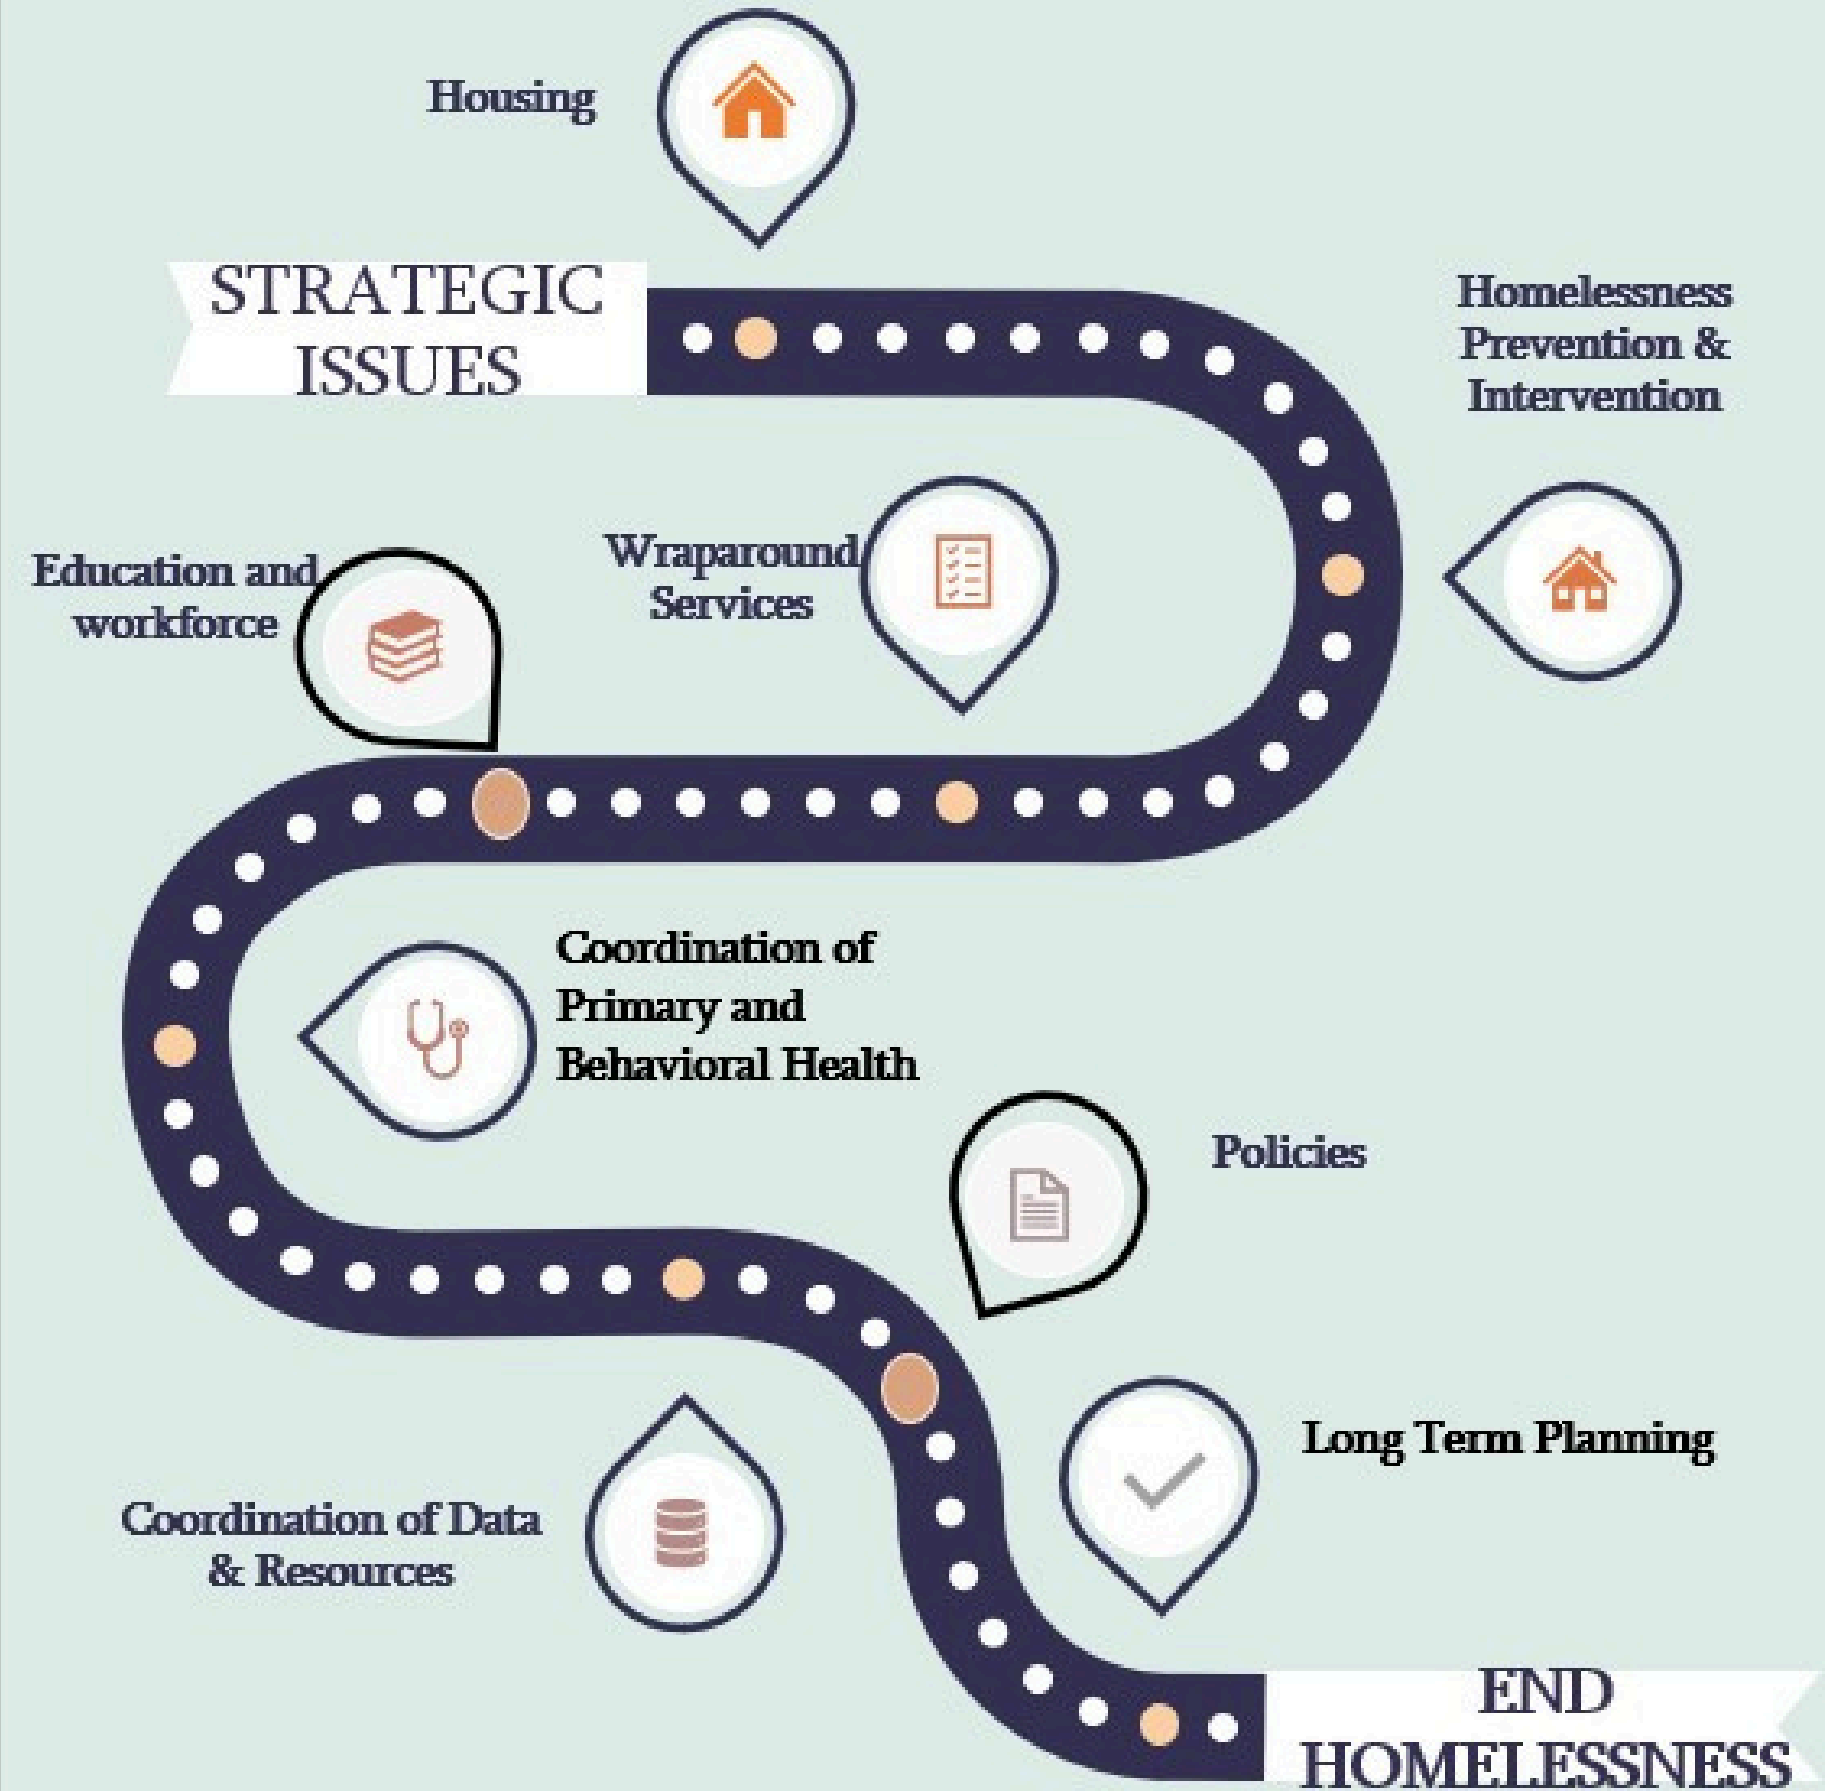 Housing
STRATEGIC
ISSUES
Homelessness
Prevention &
Intervention
Wraparound
Services
Education and
workforce
Coordination of
Primary and
Behavioral Health
Policies
Coordination of Data
& Resources
Long Term Planning
END
HOMELESSNESS